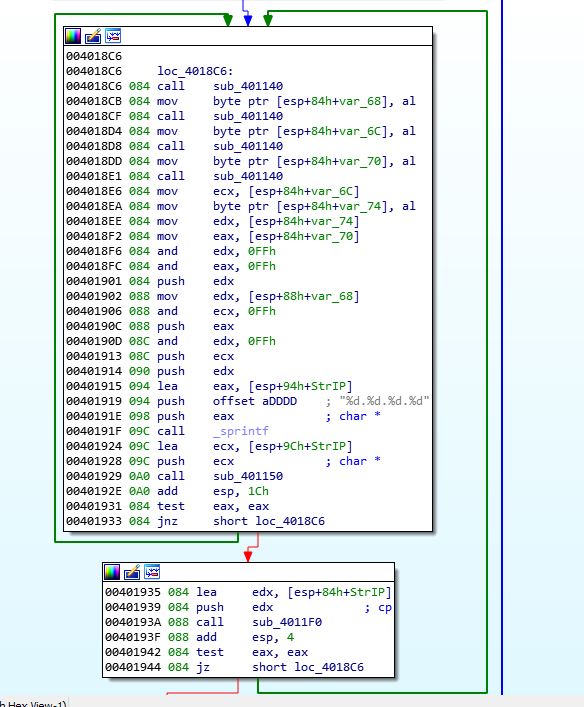 004018C6
004018C6 loc_4018C6:
004018C6 084 call sub_401140
004018CB 084 mov byte ptr [esp+84h+var_68], al
004018CF 084 call sub_401140
004018D4 084 mov byte ptr [esp+84h+var_6C], al
004018D8 084 call sub_401140
004018DD 084 mov byte ptr [esp+84h+var_70], al
004018E1 084 call sub_401140
004018E6 084 mov ecx, [esp+84h+var_6C]
004018EA 084 mov byte ptr [esp+84h+var_74], al
004018EE 084 mov edx, [esp+84h+var_74]
004018F2 084 mov eax, [esp+84h+var_70]
004018F6 084 and edx, 0FFh
004018FC 084 and eax, 0FFh
00401901 084 push edx
00401902 088 mov edx, [esp+88h+var_68]
00401906 088 and ecx, 0FFh
0040190C 088 push eax
0040190D 08C and edx, 0FFh
00401913 08C push ecx
00401914 090 push edx
00401915 094 lea eax, [esp+94h+StrIP]
00401919 094 push offset aDDDD ; "%d.%d.%d.%d"
0040191E 098 push eax ; char *
0040191F 09C call _sprintf
00401924 09C lea ecx, [esp+9Ch+StrIP]
00401928 09C push ecx ; char *
00401929 0A0 call sub_401150
0040192E 0A0 add esp, 1Ch
00401931 084 test eax, eax
00401933 084 jnz short loc_4018C6
00401935 084 lea edx, [esp+84h+StrIP]
00401939 084 push edx ; cp
0040193A 088 call sub_4011F0
0040193F 088 add esp, 4
00401942 084 test eax, eax
00401944 084 jz short loc_4018C6
h Hex View-1)